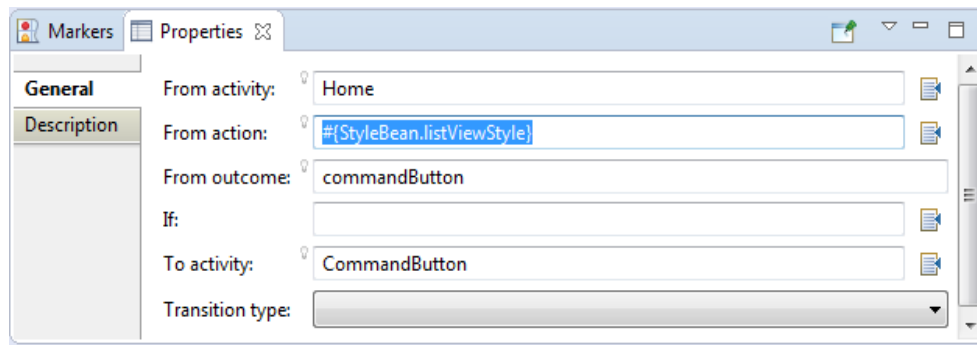 Markers Properties
General
Description
From activity: Home
From action: #{StyleBean.listViewStyle}
From outcome: commandButton
If:
To activity: CommandButton
Transition type: